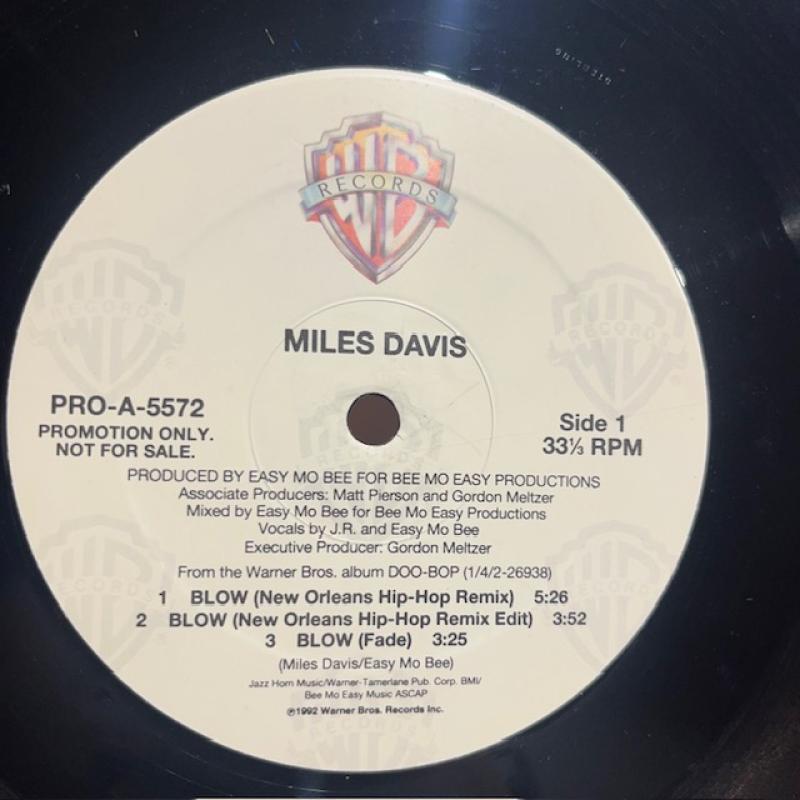 WB
RECORDS
MILES DAVIS
PRO-A-5572
PROMOTION ONLY.
NOT FOR SALE.
Side 1
33⅓ RPM
PRODUCED BY EASY MO BEE FOR BEE MO EASY PRODUCTIONS
Associate Producers: Matt Pierson and Gordon Meltzer
Mixed by Easy Mo Bee for Bee Mo Easy Productions
Vocals by J.R. and Easy Mo Bee
Executive Producer: Gordon Meltzer
From the Warner Bros. album DOO-BOP (1/4/2-26938)
1 BLOW (New Orleans Hip-Hop Remix) 5:26
2 BLOW (New Orleans Hip-Hop Remix Edit) 3:52
3 BLOW (Fade) 3:25
(Miles Davis/Easy Mo Bee)
Jazz Horn Music/Warner-Tamerlane Pub. Corp. BMI/
Bee Mo Easy Music ASCAP
℗1992 Warner Bros. Records Inc.